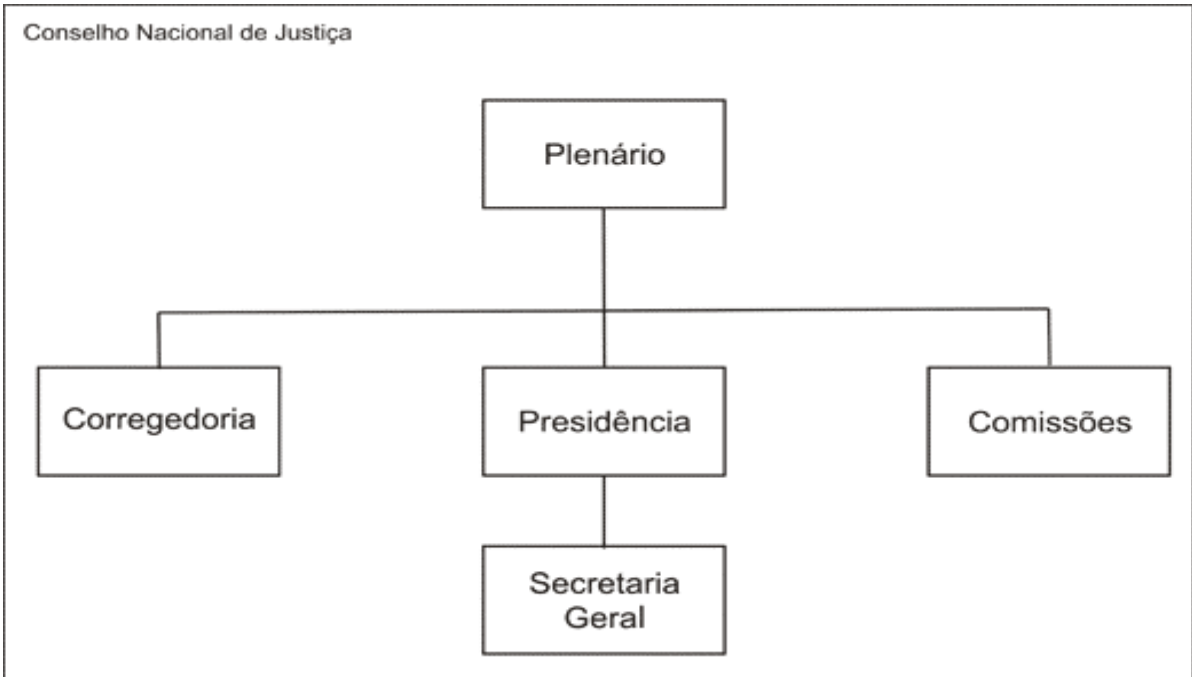 Conselho Nacional de Justiça
Plenário
Corregedoria
Presidência
Comissões
Secretaria
Geral